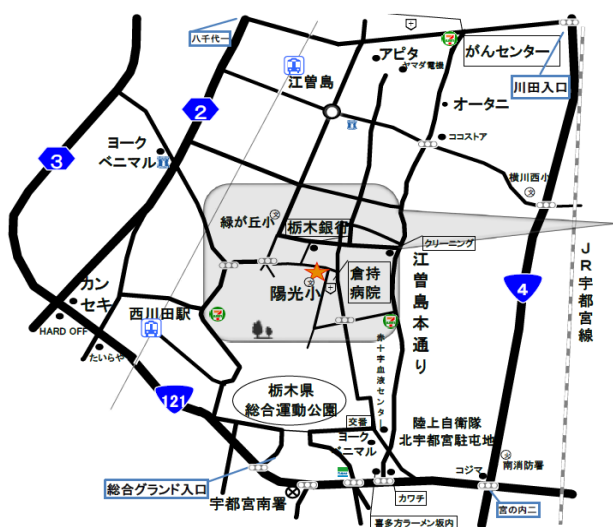 八千代一
アピタ
ヤマダ電機
7
がんセンター
川田入口
江曽島
2
オータニ
ココストア
3
ヨーク
ベニマル
横川西小
文
緑が丘小
文
栃木銀行
クリーニング
JR宇都宮線
倉持
病院
陽光小
文
江曽島本通り
4
カン
セキ
西川田駅
7
7
HARD OFF
たいらや
赤十字血液センター
121
栃木県
総合運動公園
交番
陸上自衛隊
北宇都宮駐屯地
ヨーク
ベニマル
総合グランド入口
コジマ
南消防署
宇都宮南署
カワチ
宮の内二
喜多方ラーメン坂内